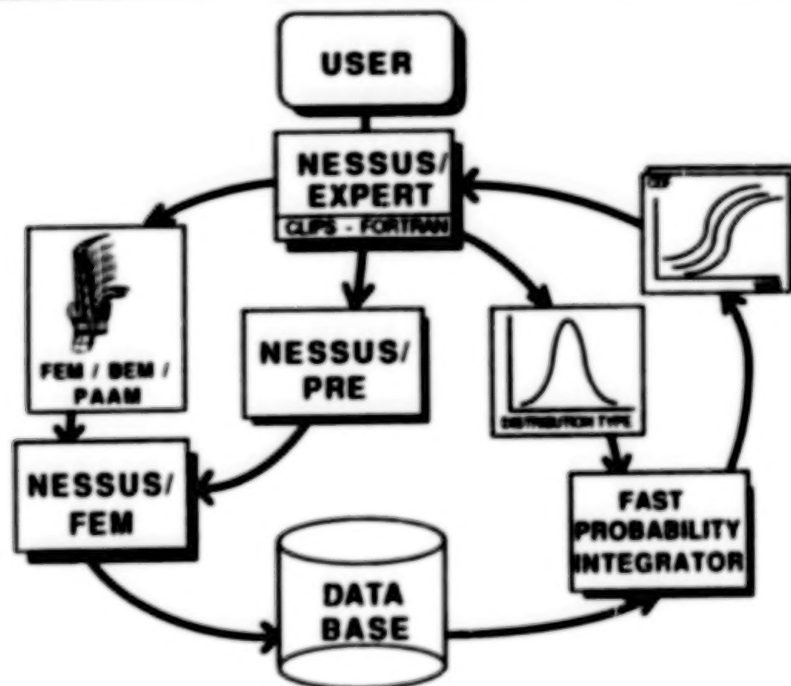 USER
NESSUS/
EXPERT
CLIPS - FORTRAN
CDF
FEM / BEM /
PAAM
NESSUS/
PRE
DISTRIBUTION TYPE
NESSUS/
FEM
FAST
PROBABILITY
INTEGRATOR
DATA
BASE